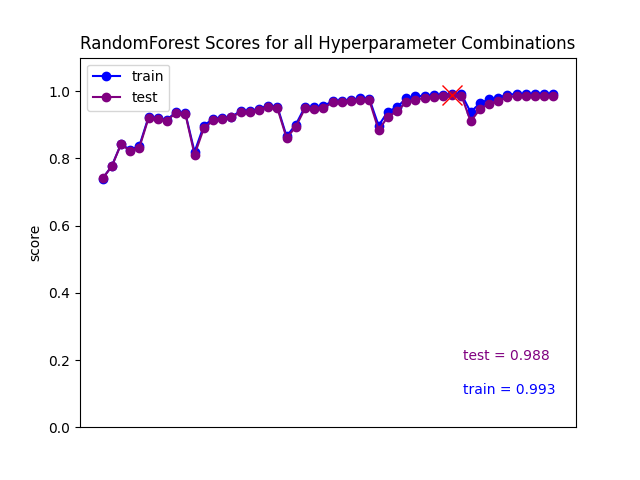 RandomForest Scores for all Hyperparameter Combinations
train
test
1.0
0.8
0.6
0.4
0.2
0.0
score
test = 0.988
train = 0.993